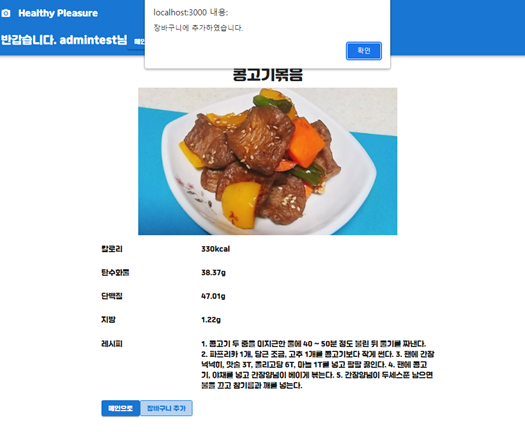 Healthy Pleasure
localhost:3000 내용:
장바구니에 추가하였습니다.
확인
반갑습니다. admintest님
콩고기볶음
칼로리 330kcal
탄수화물 38.37g
단백질 47.01g
지방 1.22g
레시피 1. 콩고기 두 줌을 미지근한 물에 40 ~ 50분 정도 불린 뒤 물기를 짜낸다.
2. 파프리카 1개, 당근 조금, 고추 1개를 콩고기보다 작게 썬다. 3. 팬에 간장
넉넉히, 맛술 3T, 올리고당 6T, 마늘 1T를 넣고 팔팔 끓인다. 4. 팬에 콩고
기, 야채를 넣고 간장양념이 베이게 볶는다. 5. 간장양념이 두세스푼 남으면
불을 끄고 참기름과 깨를 넣는다.
메인으로 장바구니 추가